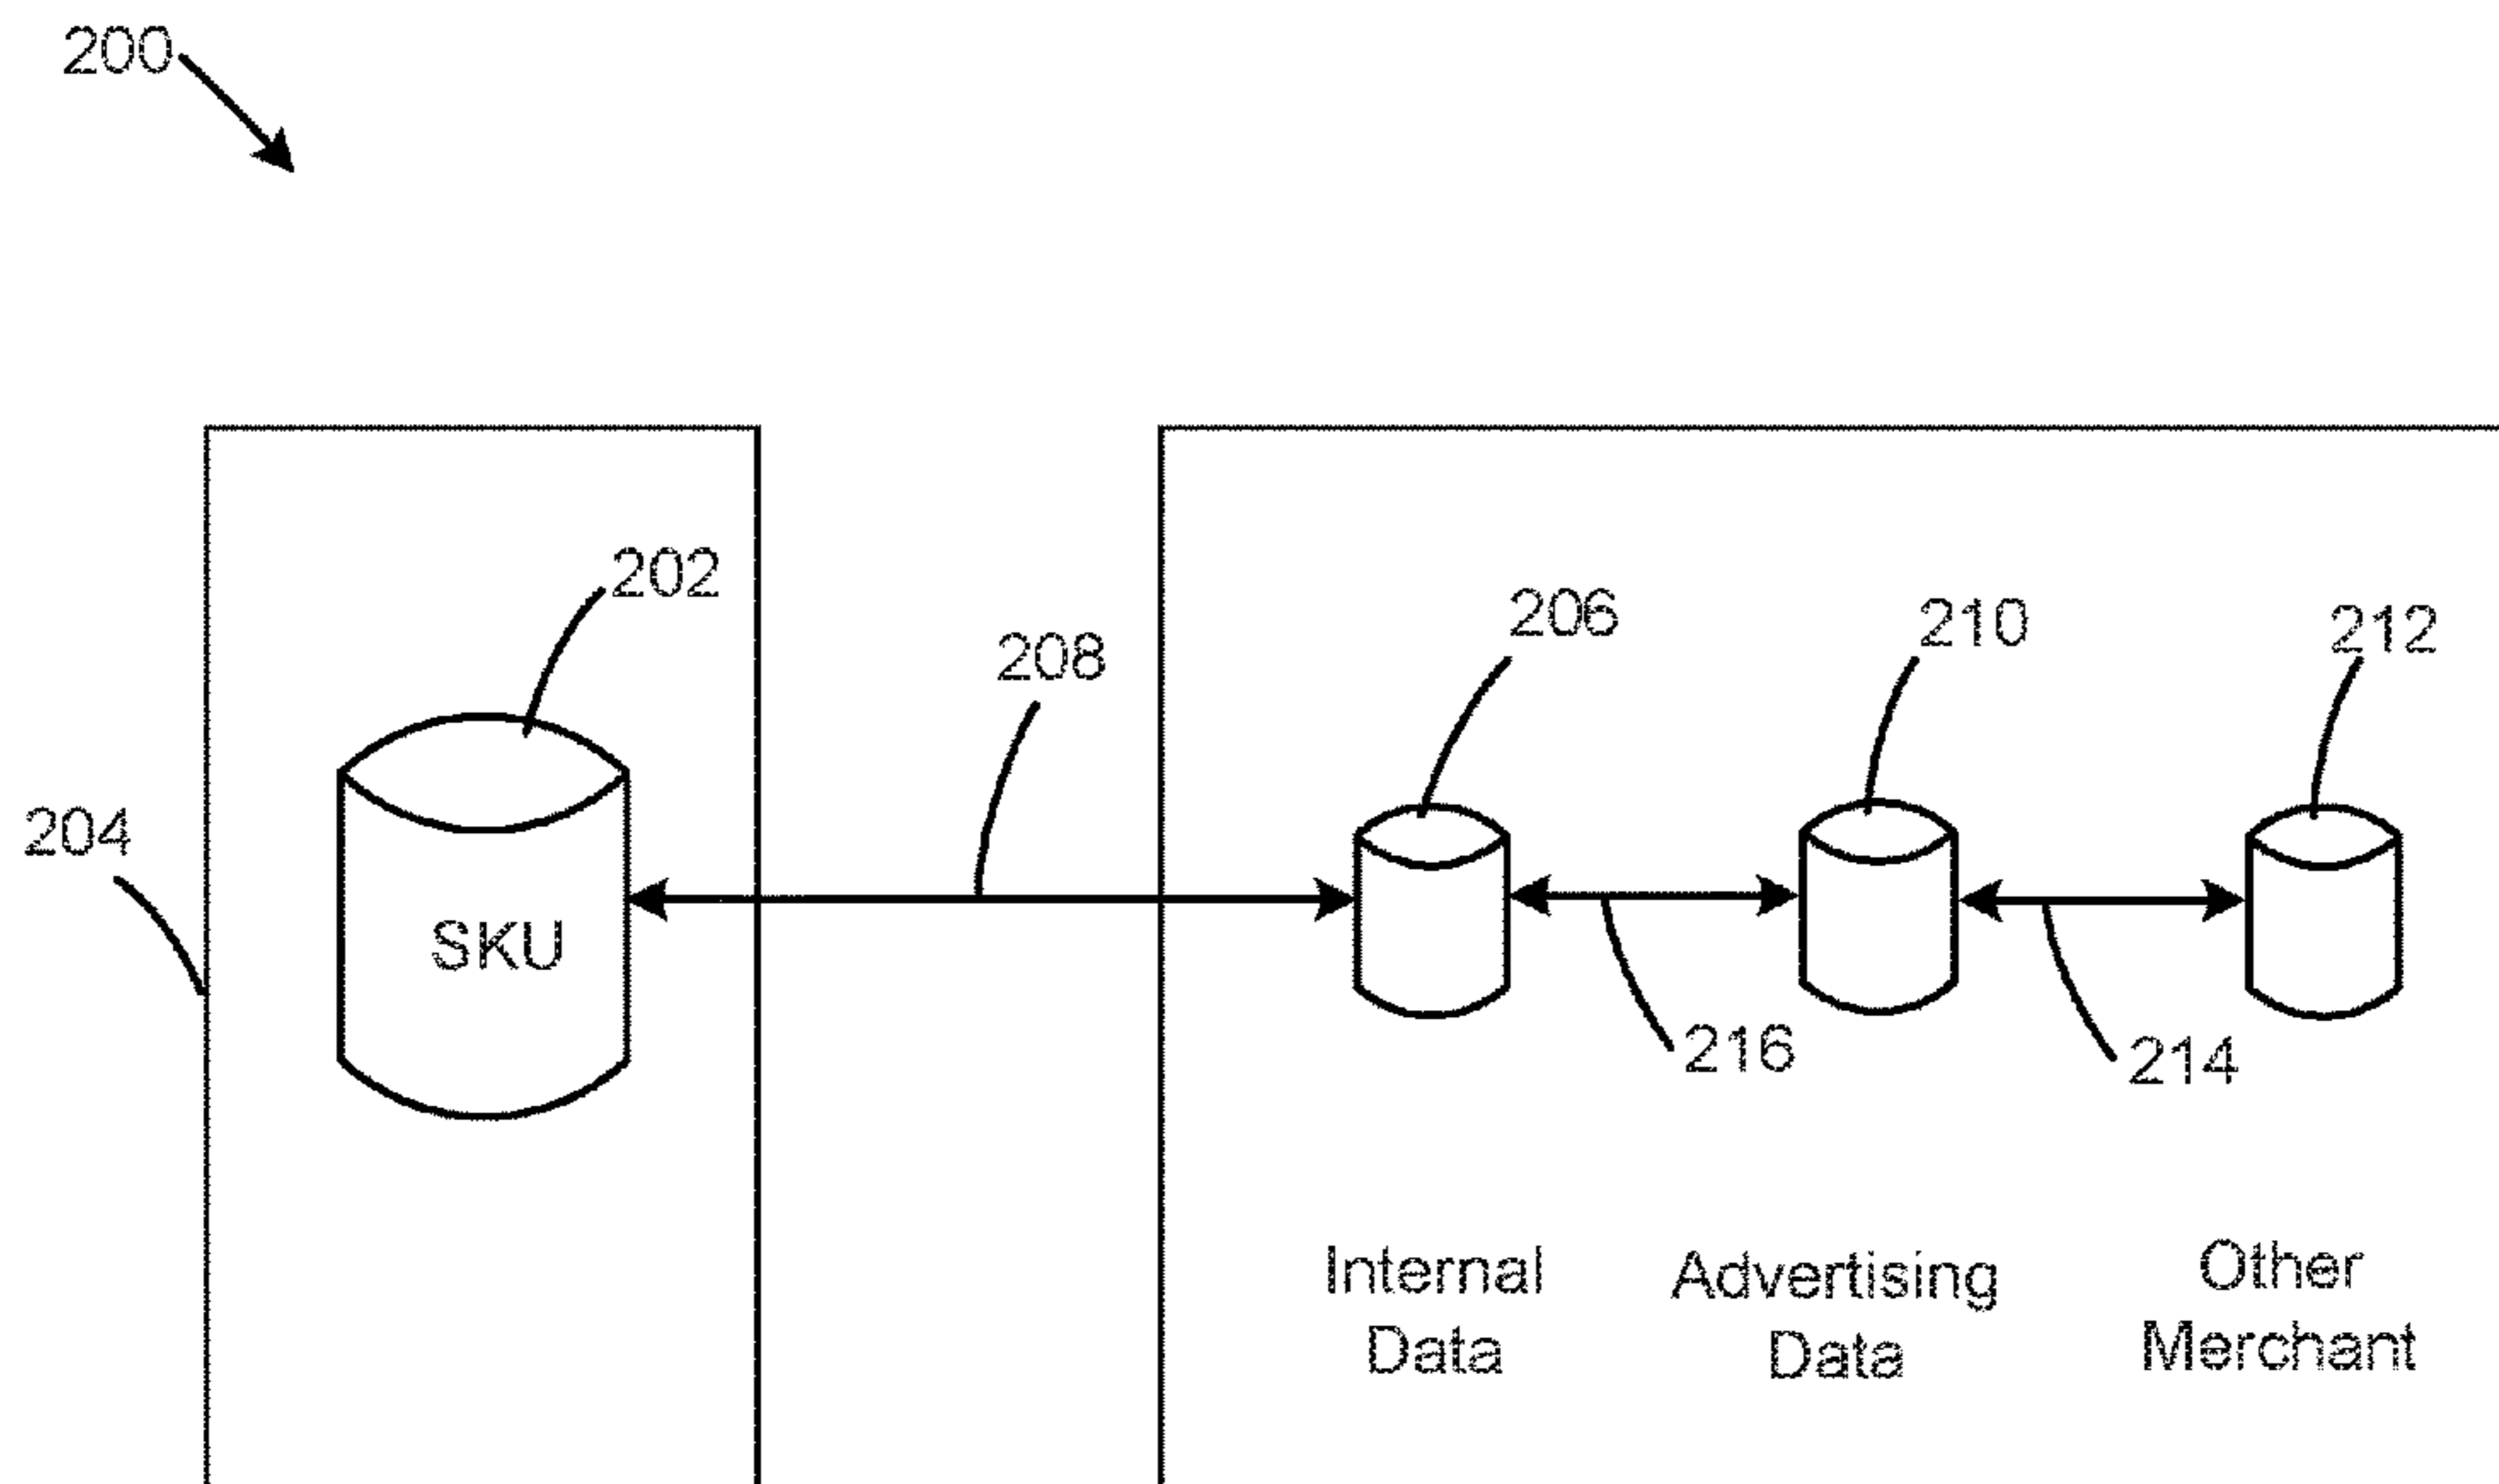 200
202
206
210
212
208
204
SKU
216
214
Internal
Data
Advertising
Data
Other
Merchant